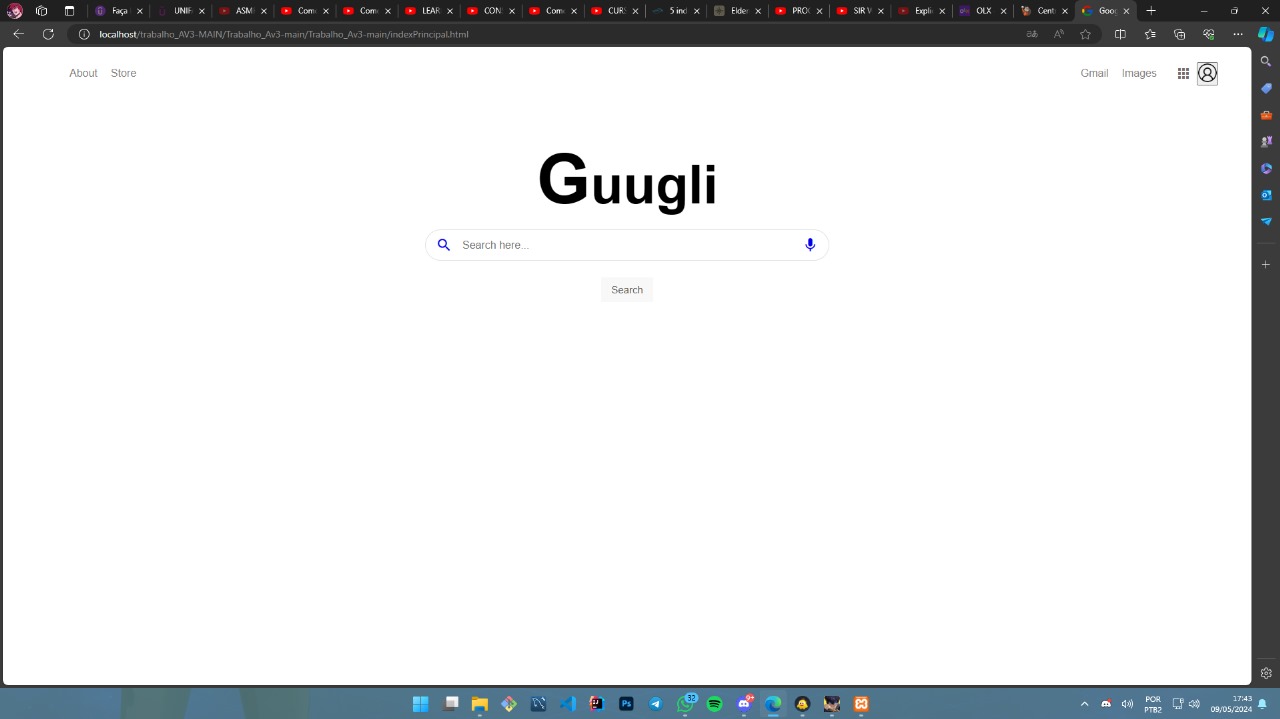 Faça
UNIFI
ASM
Com
Com
LEAR
CON
Com
CUR
5 ind
Elder
PRO
SIR V
Expli
OLX
Cent
Goog
localhost/trabalho_AV3-MAIN/Trabalho_Av3-main/Trabalho_Av3-main/indexPrincipal.html
About Store Gmail Images
Guugli
Search here...
Search
32
9+
POR
PTB2
17:43
09/05/2024